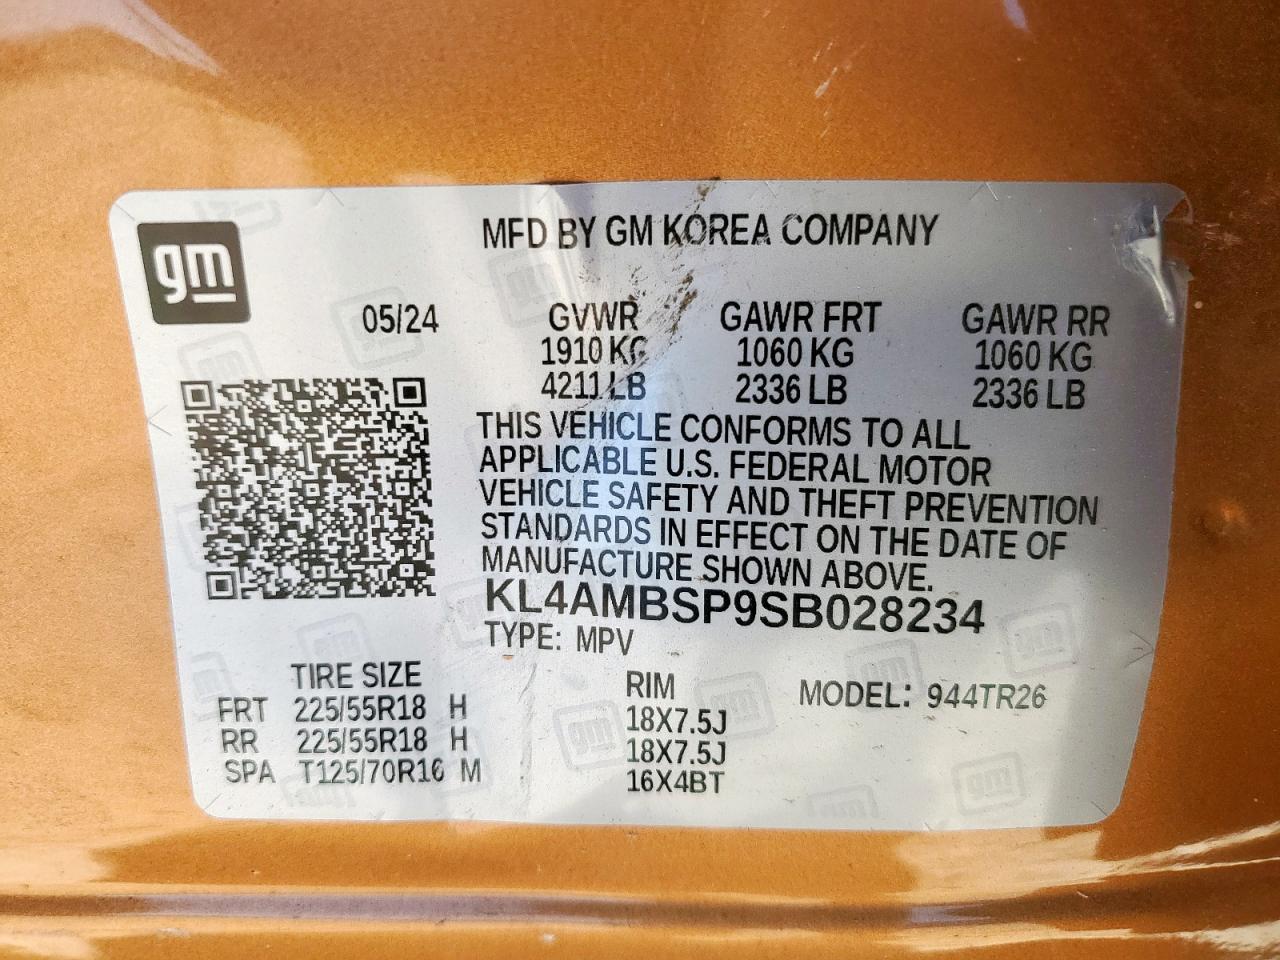 gm
MFD BY GM KOREA COMPANY
05/24
GVWR GAWR FRT GAWR RR
1910 KG 1060 KG 1060 KG
4211 LB 2336 LB 2336 LB
THIS VEHICLE CONFORMS TO ALL
APPLICABLE U.S. FEDERAL MOTOR
VEHICLE SAFETY AND THEFT PREVENTION
STANDARDS IN EFFECT ON THE DATE OF
MANUFACTURE SHOWN ABOVE.
KL4AMBSP9SB028234
TYPE: MPV
TIRE SIZE RIM MODEL: 944TR26
FRT 225/55R18 H 18X7.5J
RR 225/55R18 H 18X7.5J
SPA T125/70R16 M 16X4BT